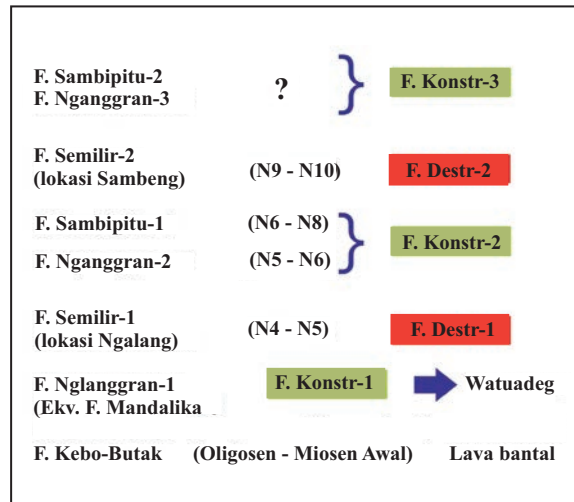 F. Sambipitu-2
F. Nganggran-3
?
F. Konstr-3
F. Semilir-2
(lokasi Sambeng)
(N9 - N10)
F. Destr-2
F. Sambipitu-1
(N6 - N8)
F. Nganggran-2
(N5 - N6)
F. Konstr-2
F. Semilir-1
(lokasi Ngalang)
(N4 - N5)
F. Destr-1
F. Nglanggran-1
(Ekv. F. Mandalika
F. Konstr-1
Watuadeg
F. Kebo-Butak (Oligosen - Miosen Awal) Lava bantal